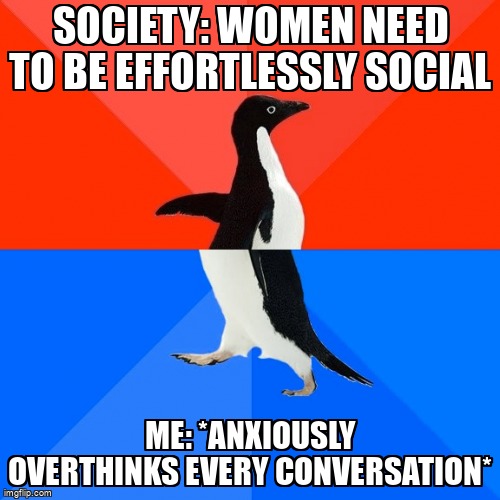 SOCIETY: WOMEN NEED
TO BE EFFORTLESSLY SOCIAL
ME: *ANXIOUSLY
OVERTHINKS EVERY CONVERSATION*
imgflip.com